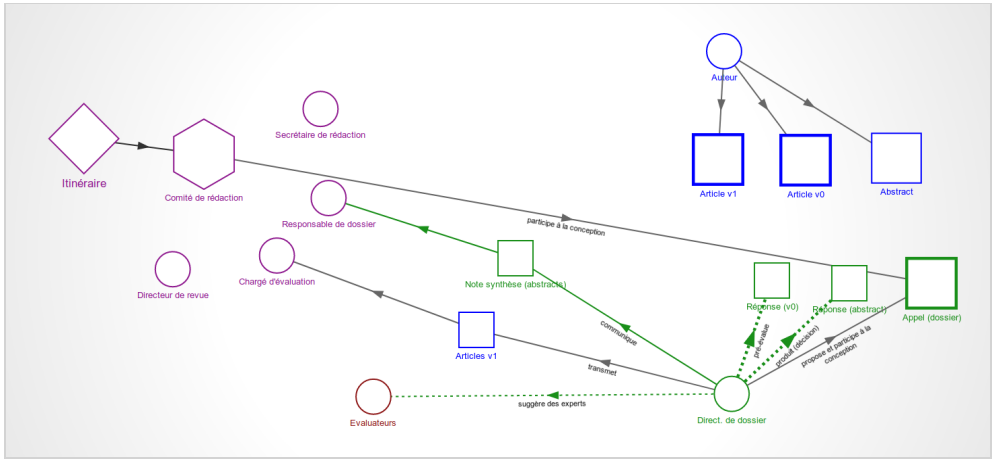 Auteur
Secrétaire de rédaction
Itinéraire
Comité de rédaction
Article v1
Article v0
Abstract
Responsable de dossier
participe à la conception
Directeur de revue
Chargé d'évaluation
Note synthèse (abstracts)
Réponse (v0)
Réponse (abstract)
Appel (dossier)
communique
pré-évalue
produit (décision)
propose et participe à la
conception
Articles v1
transmet
suggère des experts
Evaluateurs
Direct. de dossier